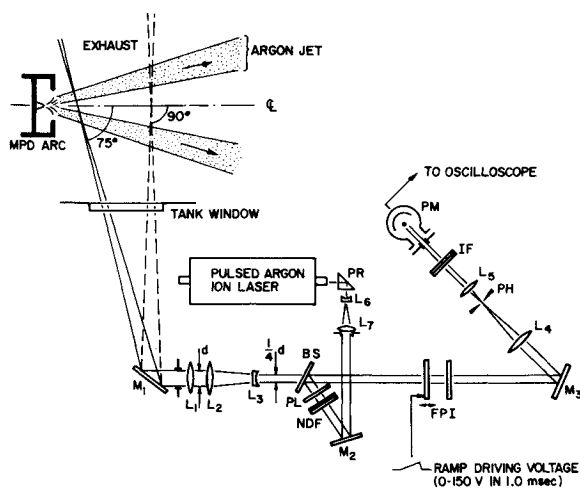 EXHAUST
ARGON JET
℄
90°
75°
MPD ARC
TANK WINDOW
TO OSCILLOSCOPE
PM
IF
L5
PH
L4
PULSED ARGON
ION LASER
PR
L6
L7
1/4 d
d
BS
M1
L1
L2
L3
PL
NDF
M2
FPI
M3
RAMP DRIVING VOLTAGE
(0-150 V IN 1.0 msec)